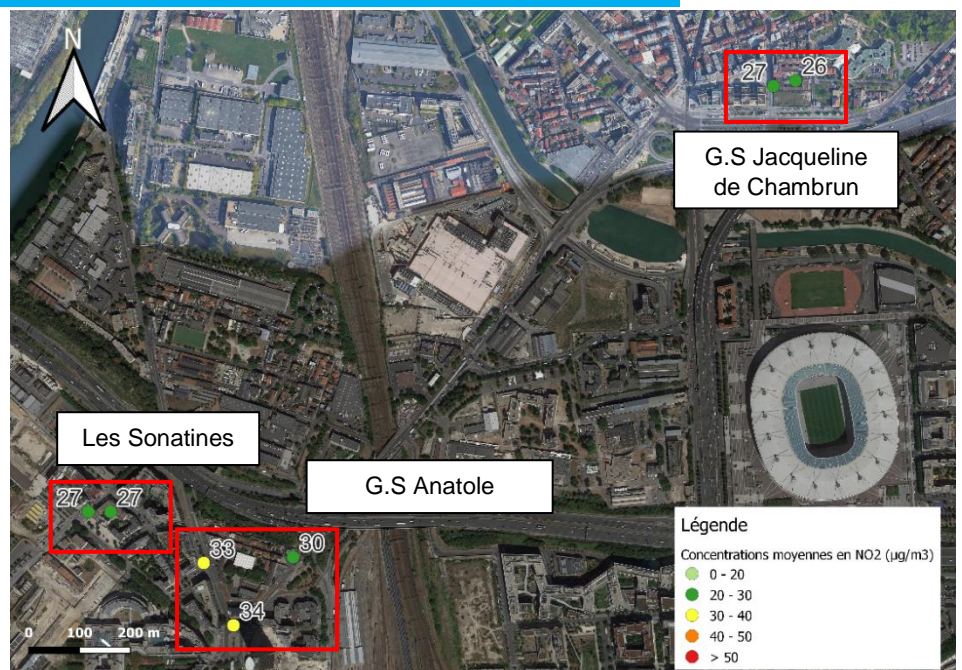 N
27
26
G.S Jacqueline
de Chambrun
Les Sonatines
G.S Anatole
27
27
33
30
34
0 100 200 m
Légende
Concentrations moyennes en NO2 (µg/m3)
0 - 20
20 - 30
30 - 40
40 - 50
> 50